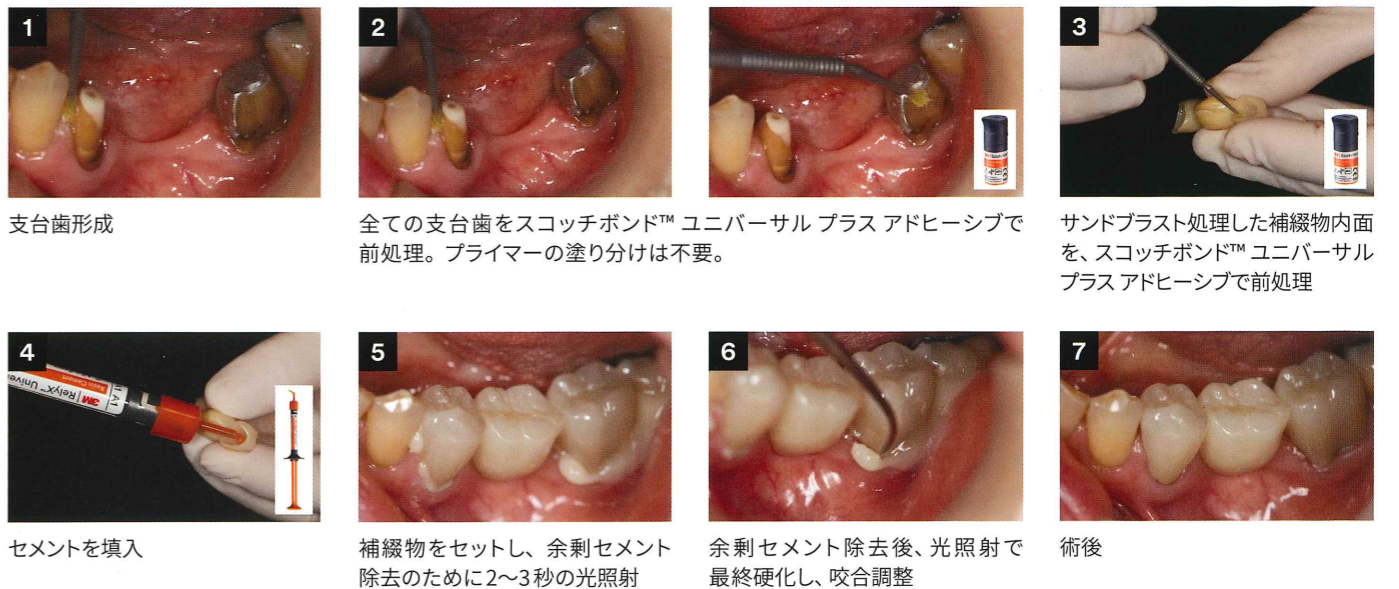 1
支台歯形成
2
全ての支台歯をスコッチボンド™ ユニバーサル プラス アドヒーシブで
前処理。プライマーの塗り分けは不要。
3
サンドブラスト処理した補綴物内面
を、スコッチボンド™ ユニバーサル
プラス アドヒーシブで前処理
4
3M RelyX™ Unive
Resin Cement
A1
セメントを填入
5
補綴物をセットし、余剰セメント
除去のために2〜3秒の光照射
6
余剰セメント除去後、光照射で
最終硬化し、咬合調整
7
術後